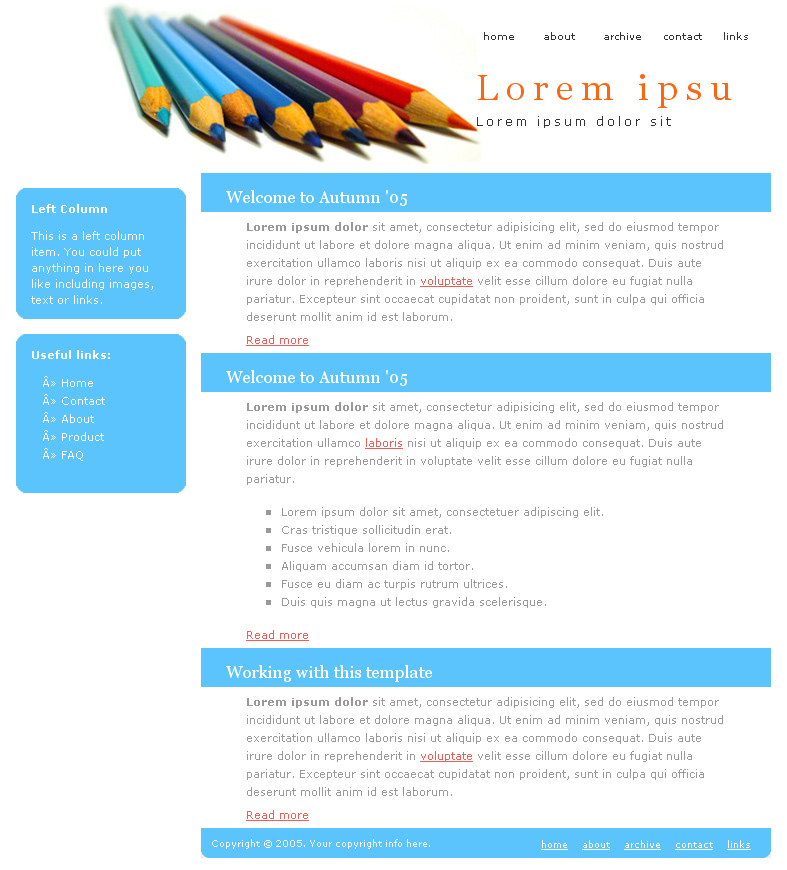 home about archive contact links
Lorem ipsu
Lorem ipsum dolor sit
Left Column
This is a left column
item. You could put
anything in here you
like including images,
text or links.
Useful links:
Â» Home
Â» Contact
Â» About
Â» Product
Â» FAQ
Welcome to Autumn '05
Lorem ipsum dolor sit amet, consectetur adipisicing elit, sed do eiusmod tempor
incididunt ut labore et dolore magna aliqua. Ut enim ad minim veniam, quis nostrud
exercitation ullamco laboris nisi ut aliquip ex ea commodo consequat. Duis aute
irure dolor in reprehenderit in voluptate velit esse cillum dolore eu fugiat nulla
pariatur. Excepteur sint occaecat cupidatat non proident, sunt in culpa qui officia
deserunt mollit anim id est laborum.
Read more
Welcome to Autumn '05
Lorem ipsum dolor sit amet, consectetur adipisicing elit, sed do eiusmod tempor
incididunt ut labore et dolore magna aliqua. Ut enim ad minim veniam, quis nostrud
exercitation ullamco laboris nisi ut aliquip ex ea commodo consequat. Duis aute
irure dolor in reprehenderit in voluptate velit esse cillum dolore eu fugiat nulla
pariatur.
Lorem ipsum dolor sit amet, consectetuer adipiscing elit.
Cras tristique sollicitudin erat.
Fusce vehicula lorem in nunc.
Aliquam accumsan diam id tortor.
Fusce eu diam ac turpis rutrum ultrices.
Duis quis magna ut lectus gravida scelerisque.
Read more
Working with this template
Lorem ipsum dolor sit amet, consectetur adipisicing elit, sed do eiusmod tempor
incididunt ut labore et dolore magna aliqua. Ut enim ad minim veniam, quis nostrud
exercitation ullamco laboris nisi ut aliquip ex ea commodo consequat. Duis aute
irure dolor in reprehenderit in voluptate velit esse cillum dolore eu fugiat nulla
pariatur. Excepteur sint occaecat cupidatat non proident, sunt in culpa qui officia
deserunt mollit anim id est laborum.
Read more
Copyright © 2005. Your copyright info here. home about archive contact links